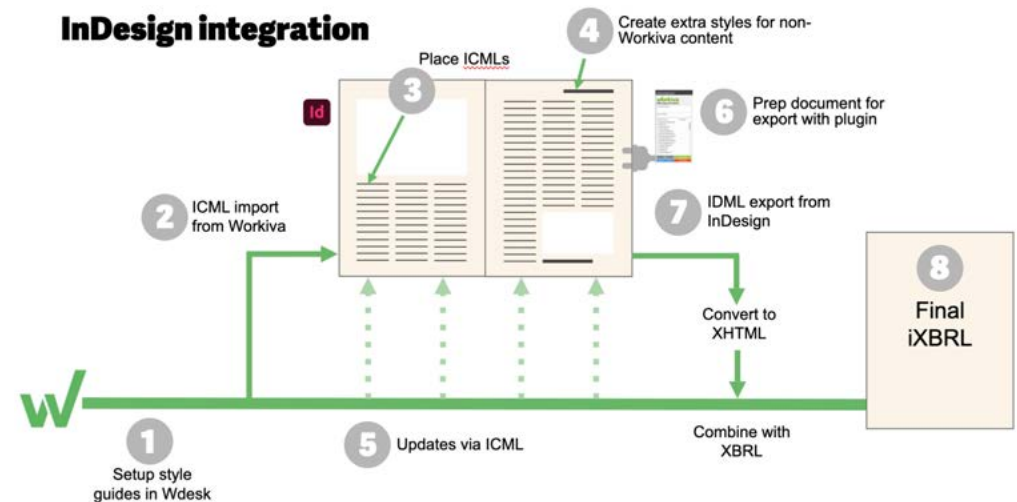 InDesign integration
4
Create extra styles for non-
Workiva content
Place ICMLs
3
Id
6
Prep document for
export with plugin
2
ICML import
from Workiva
7
IDML export from
InDesign
8
Final
iXBRL
Convert to
XHTML
W
5
Updates via ICML
Combine with
XBRL
1
Setup style
guides in Wdesk